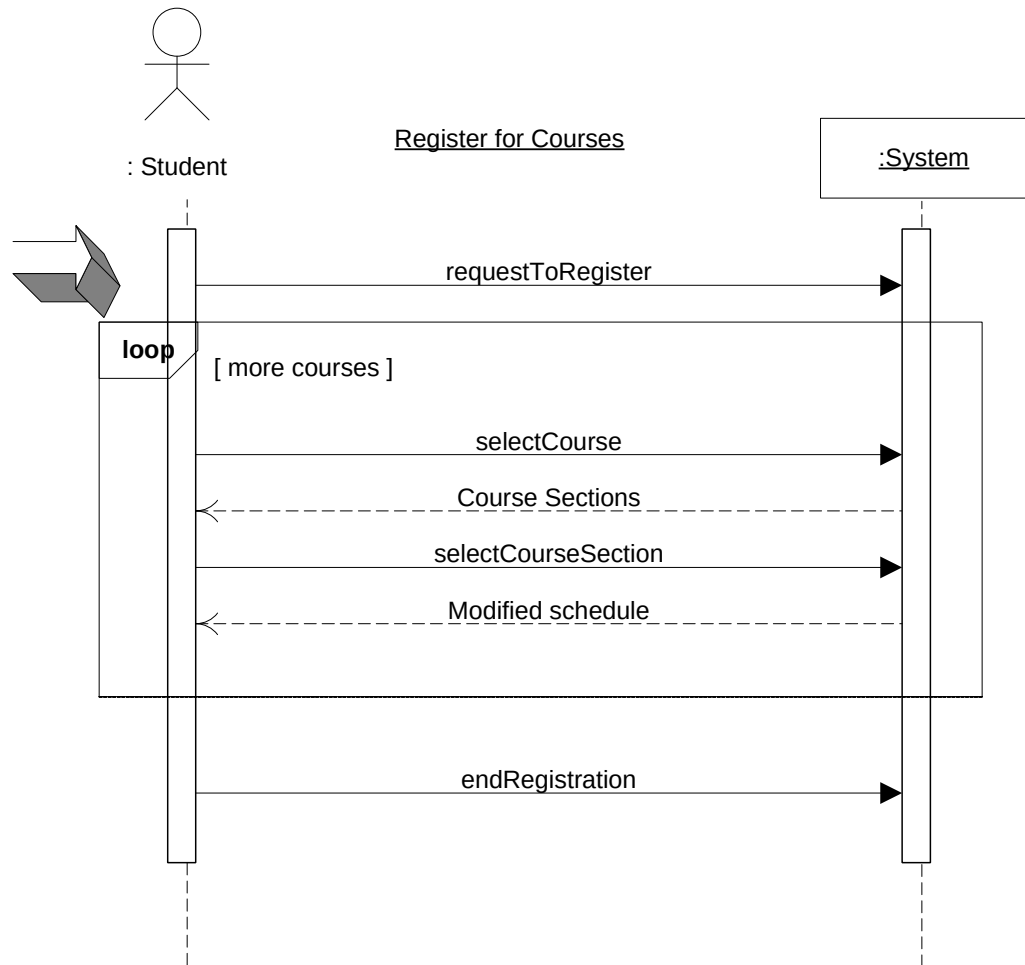 Register for Courses
: Student
:System
requestToRegister
loop
[ more courses ]
selectCourse
Course Sections
selectCourseSection
Modified schedule
endRegistration